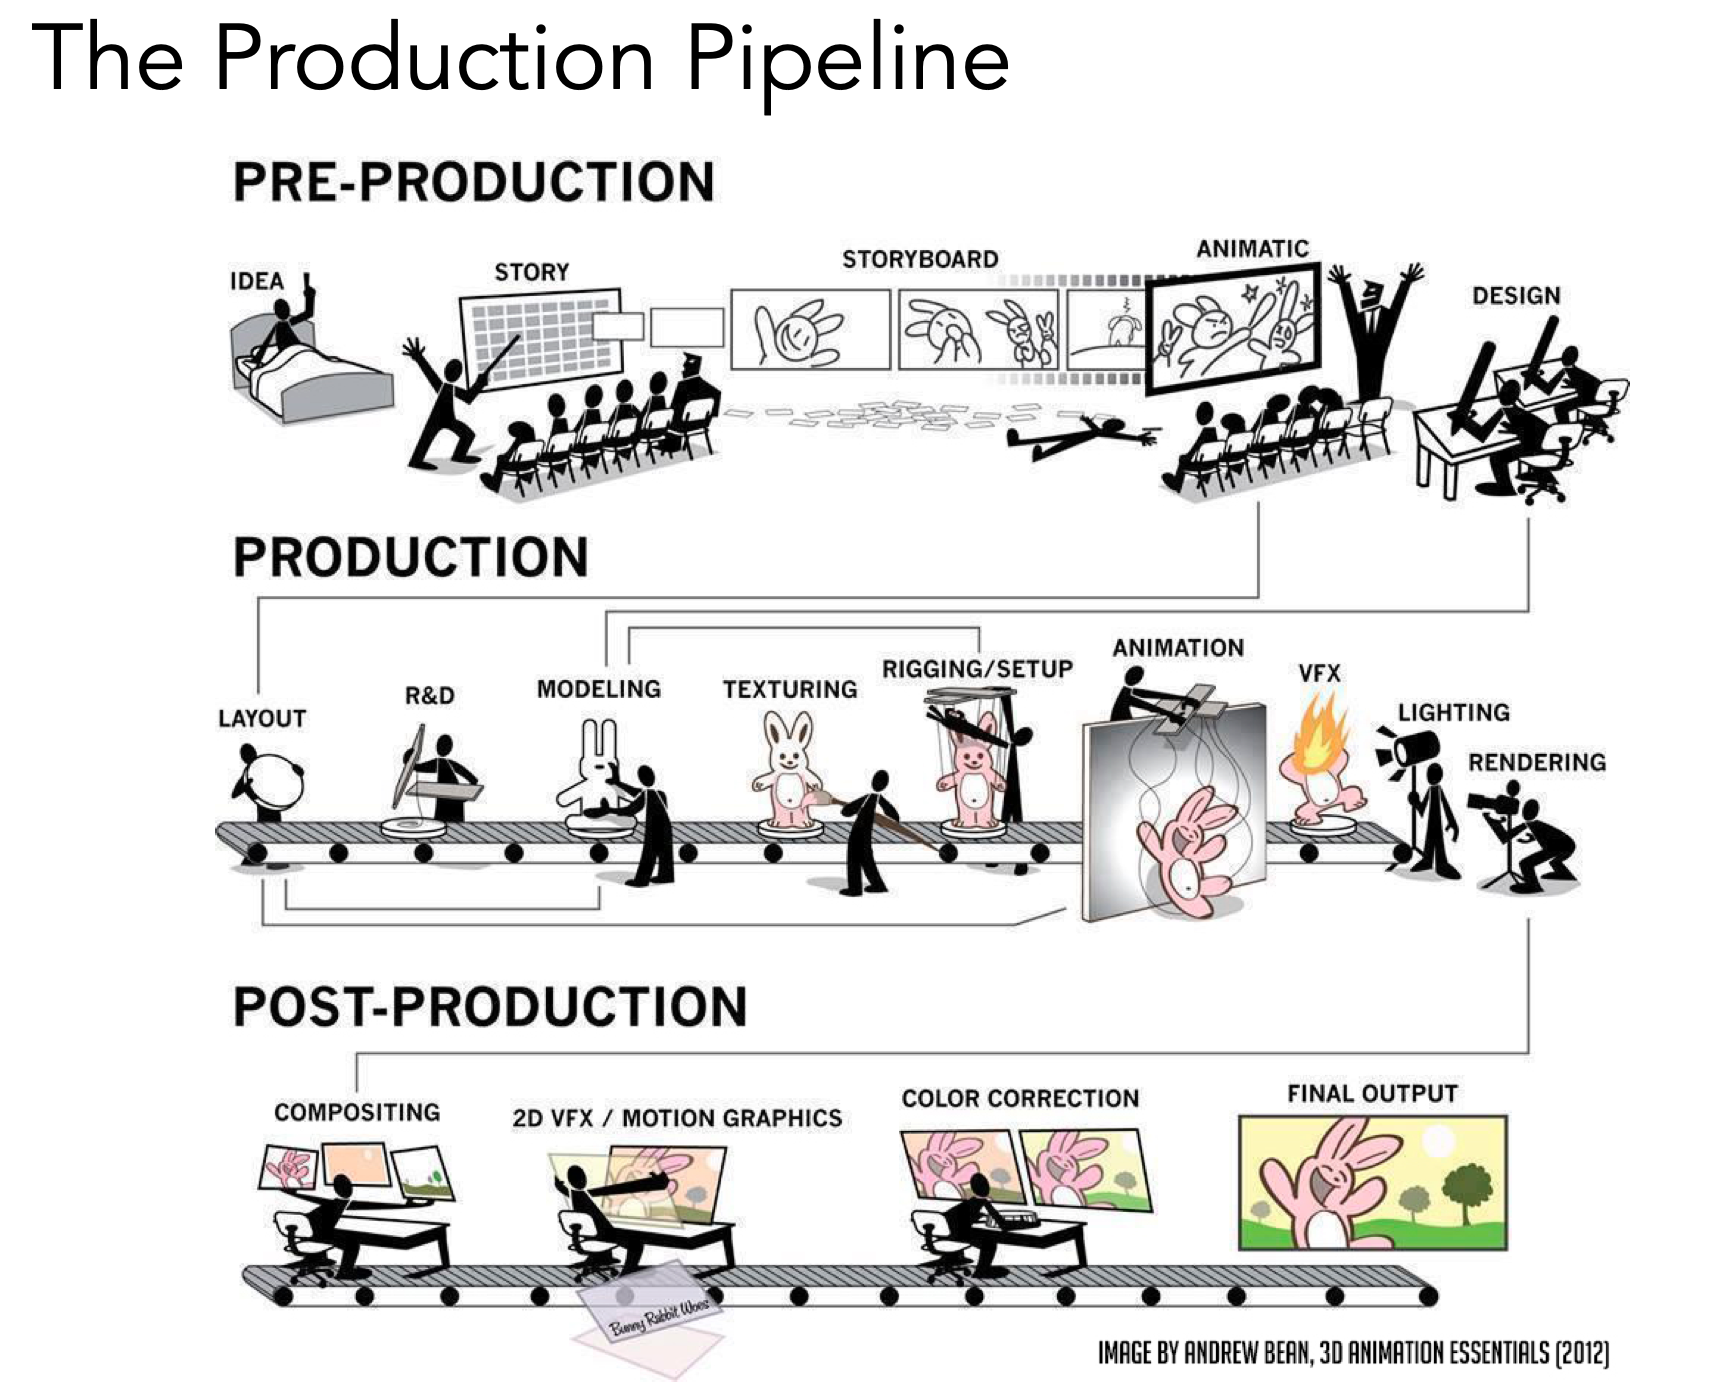 The Production Pipeline
PRE-PRODUCTION
IDEA
STORY
STORYBOARD
ANIMATIC
DESIGN
PRODUCTION
LAYOUT
R&D
MODELING
TEXTURING
RIGGING/SETUP
ANIMATION
VFX
LIGHTING
RENDERING
POST-PRODUCTION
COMPOSITING
2D VFX / MOTION GRAPHICS
COLOR CORRECTION
FINAL OUTPUT
Bunny Rabbit Woes
IMAGE BY ANDREW BEAN, 3D ANIMATION ESSENTIALS (2012)